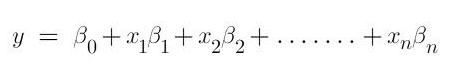 y = β₀ + x₁β₁ + x₂β₂ + ....... + xₙβₙ